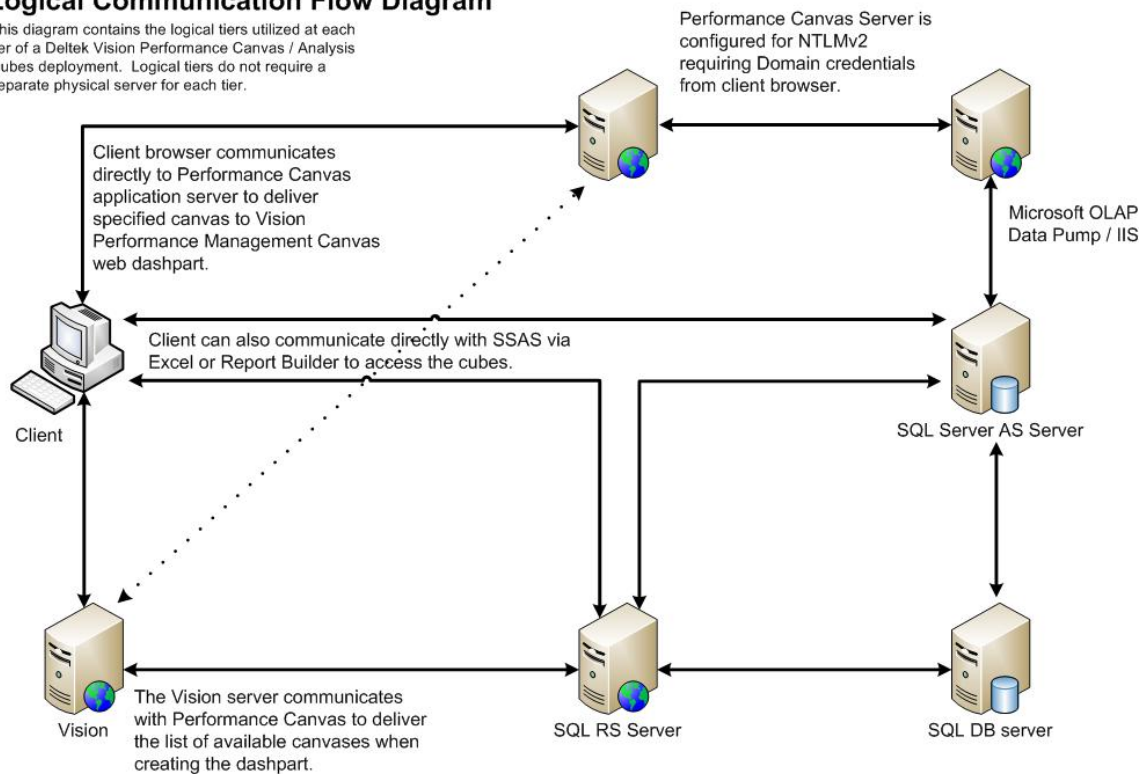 Logical Communication Flow Diagram
his diagram contains the logical tiers utilized at each
er of a Deltek Vision Performance Canvas / Analysis
ubes deployment.  Logical tiers do not require a
eparate physical server for each tier.
Performance Canvas Server is
configured for NTLMv2
requiring Domain credentials
from client browser.
Client browser communicates
directly to Performance Canvas
application server to deliver
specified canvas to Vision
Performance Management Canvas
web dashpart.
Microsoft OLAP
Data Pump / IIS
Client can also communicate directly with SSAS via
Excel or Report Builder to access the cubes.
Client
SQL Server AS Server
The Vision server communicates
with Performance Canvas to deliver
the list of available canvases when
creating the dashpart.
Vision
SQL RS Server
SQL DB server